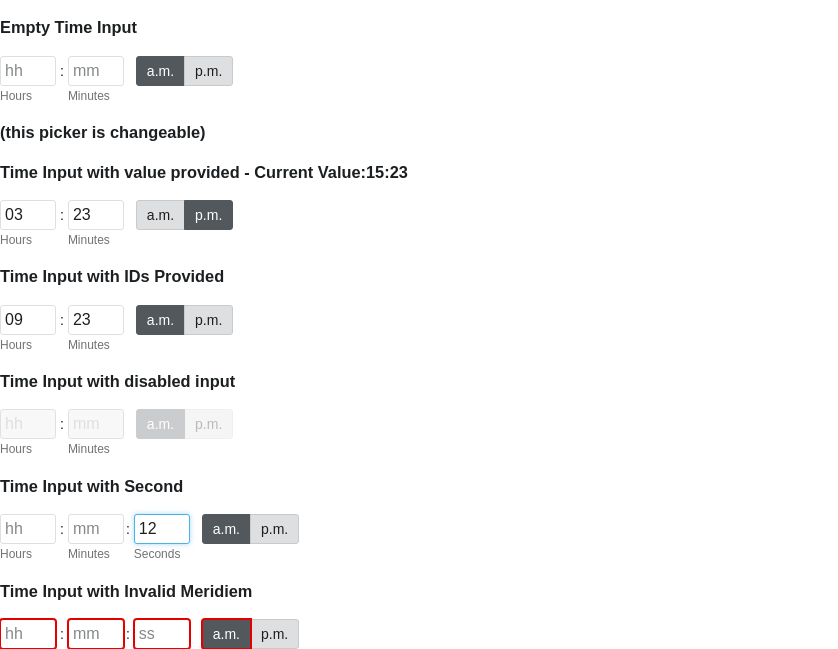 Empty Time Input
hh : mm a.m. p.m.
Hours Minutes
(this picker is changeable)
Time Input with value provided - Current Value:15:23
03 : 23 a.m. p.m.
Hours Minutes
Time Input with IDs Provided
09 : 23 a.m. p.m.
Hours Minutes
Time Input with disabled input
hh : mm a.m. p.m.
Hours Minutes
Time Input with Second
hh : mm : 12 a.m. p.m.
Hours Minutes Seconds
Time Input with Invalid Meridiem
hh : mm : ss a.m. p.m.